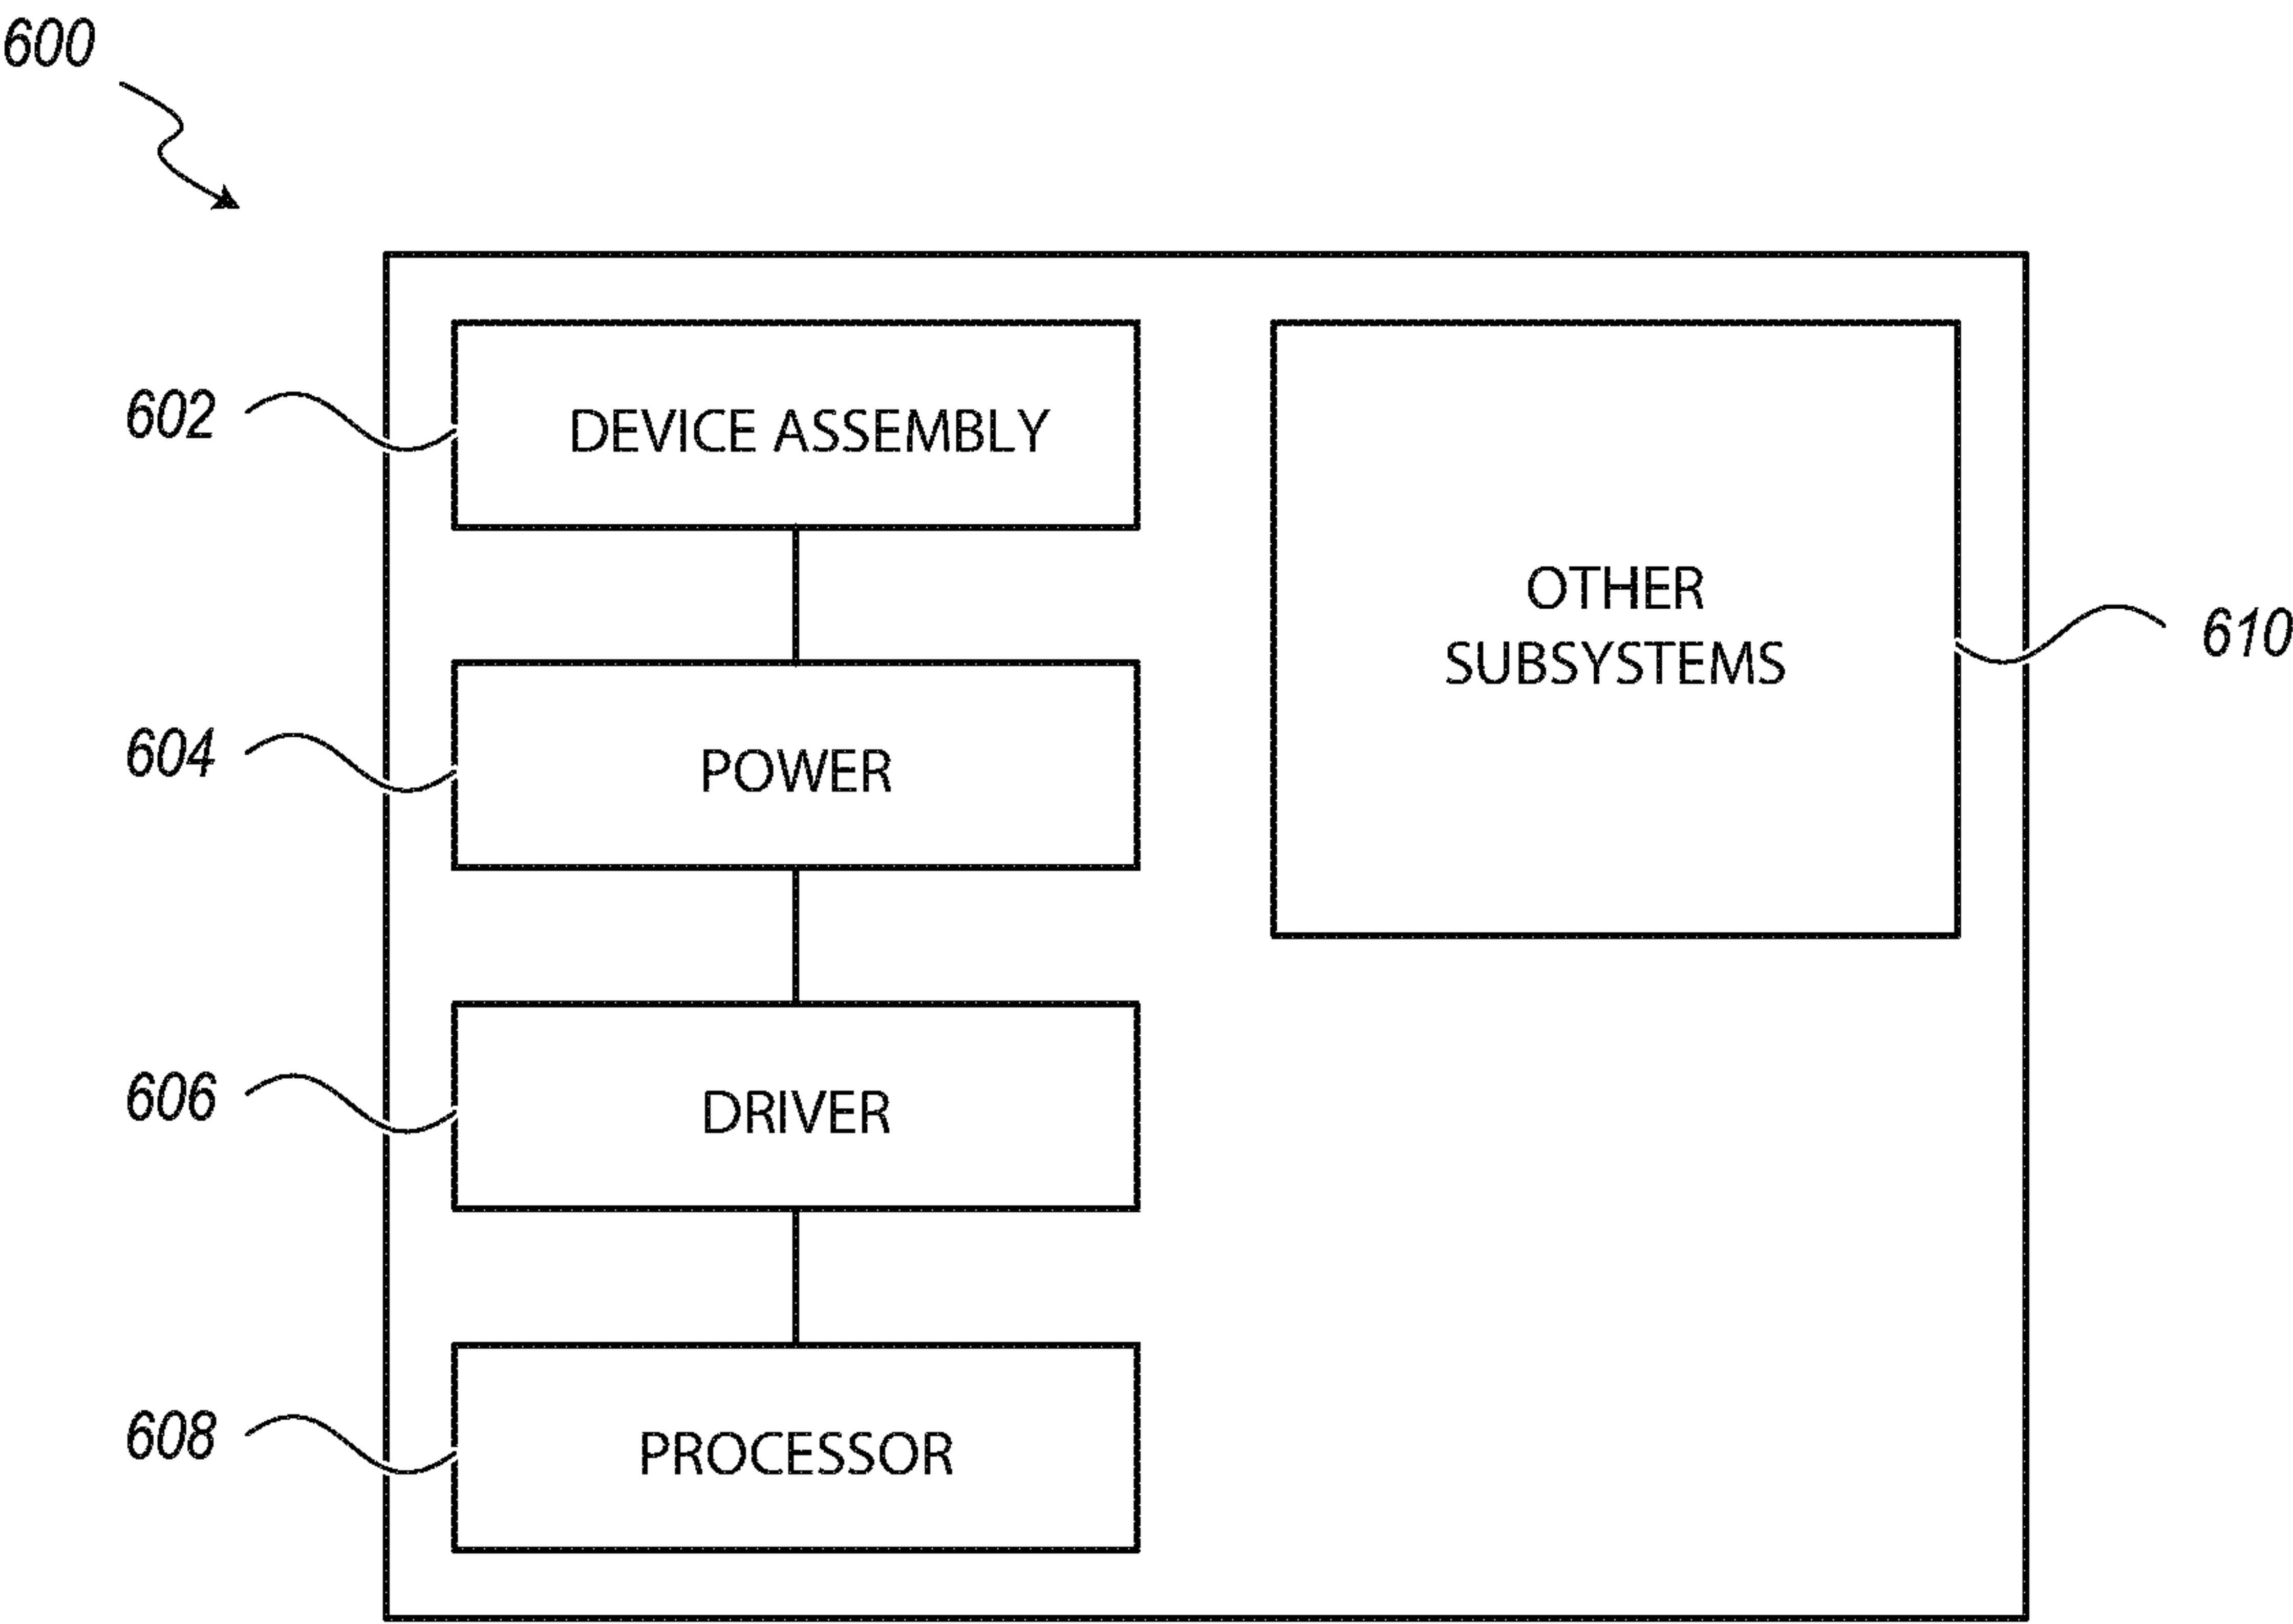 600
602
DEVICE ASSEMBLY
OTHER
SUBSYSTEMS
610
604
POWER
606
DRIVER
608
PROCESSOR